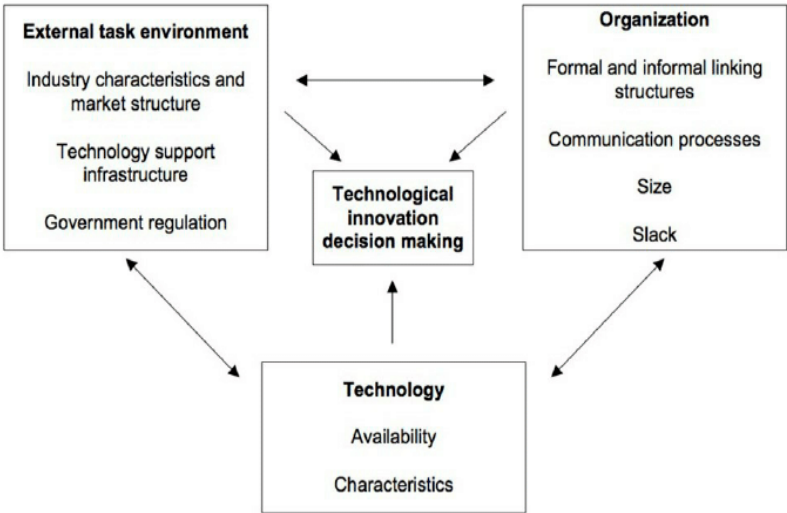 External task environment
Industry characteristics and
market structure
Technology support
infrastructure
Government regulation
Organization
Formal and informal linking
structures
Communication processes
Size
Slack
Technological
innovation
decision making
Technology
Availability
Characteristics